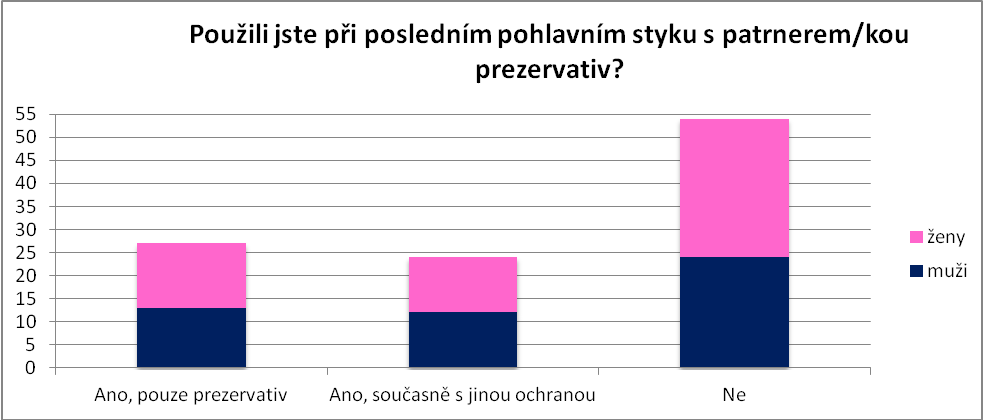 Použili jste při posledním pohlavním styku s patrnerem/kou
prezervativ?
55
50
45
40
35
30
25
20
15
10
5
0
ženy
muži
Ano, pouze prezervativ
Ano, současně s jinou ochranou
Ne